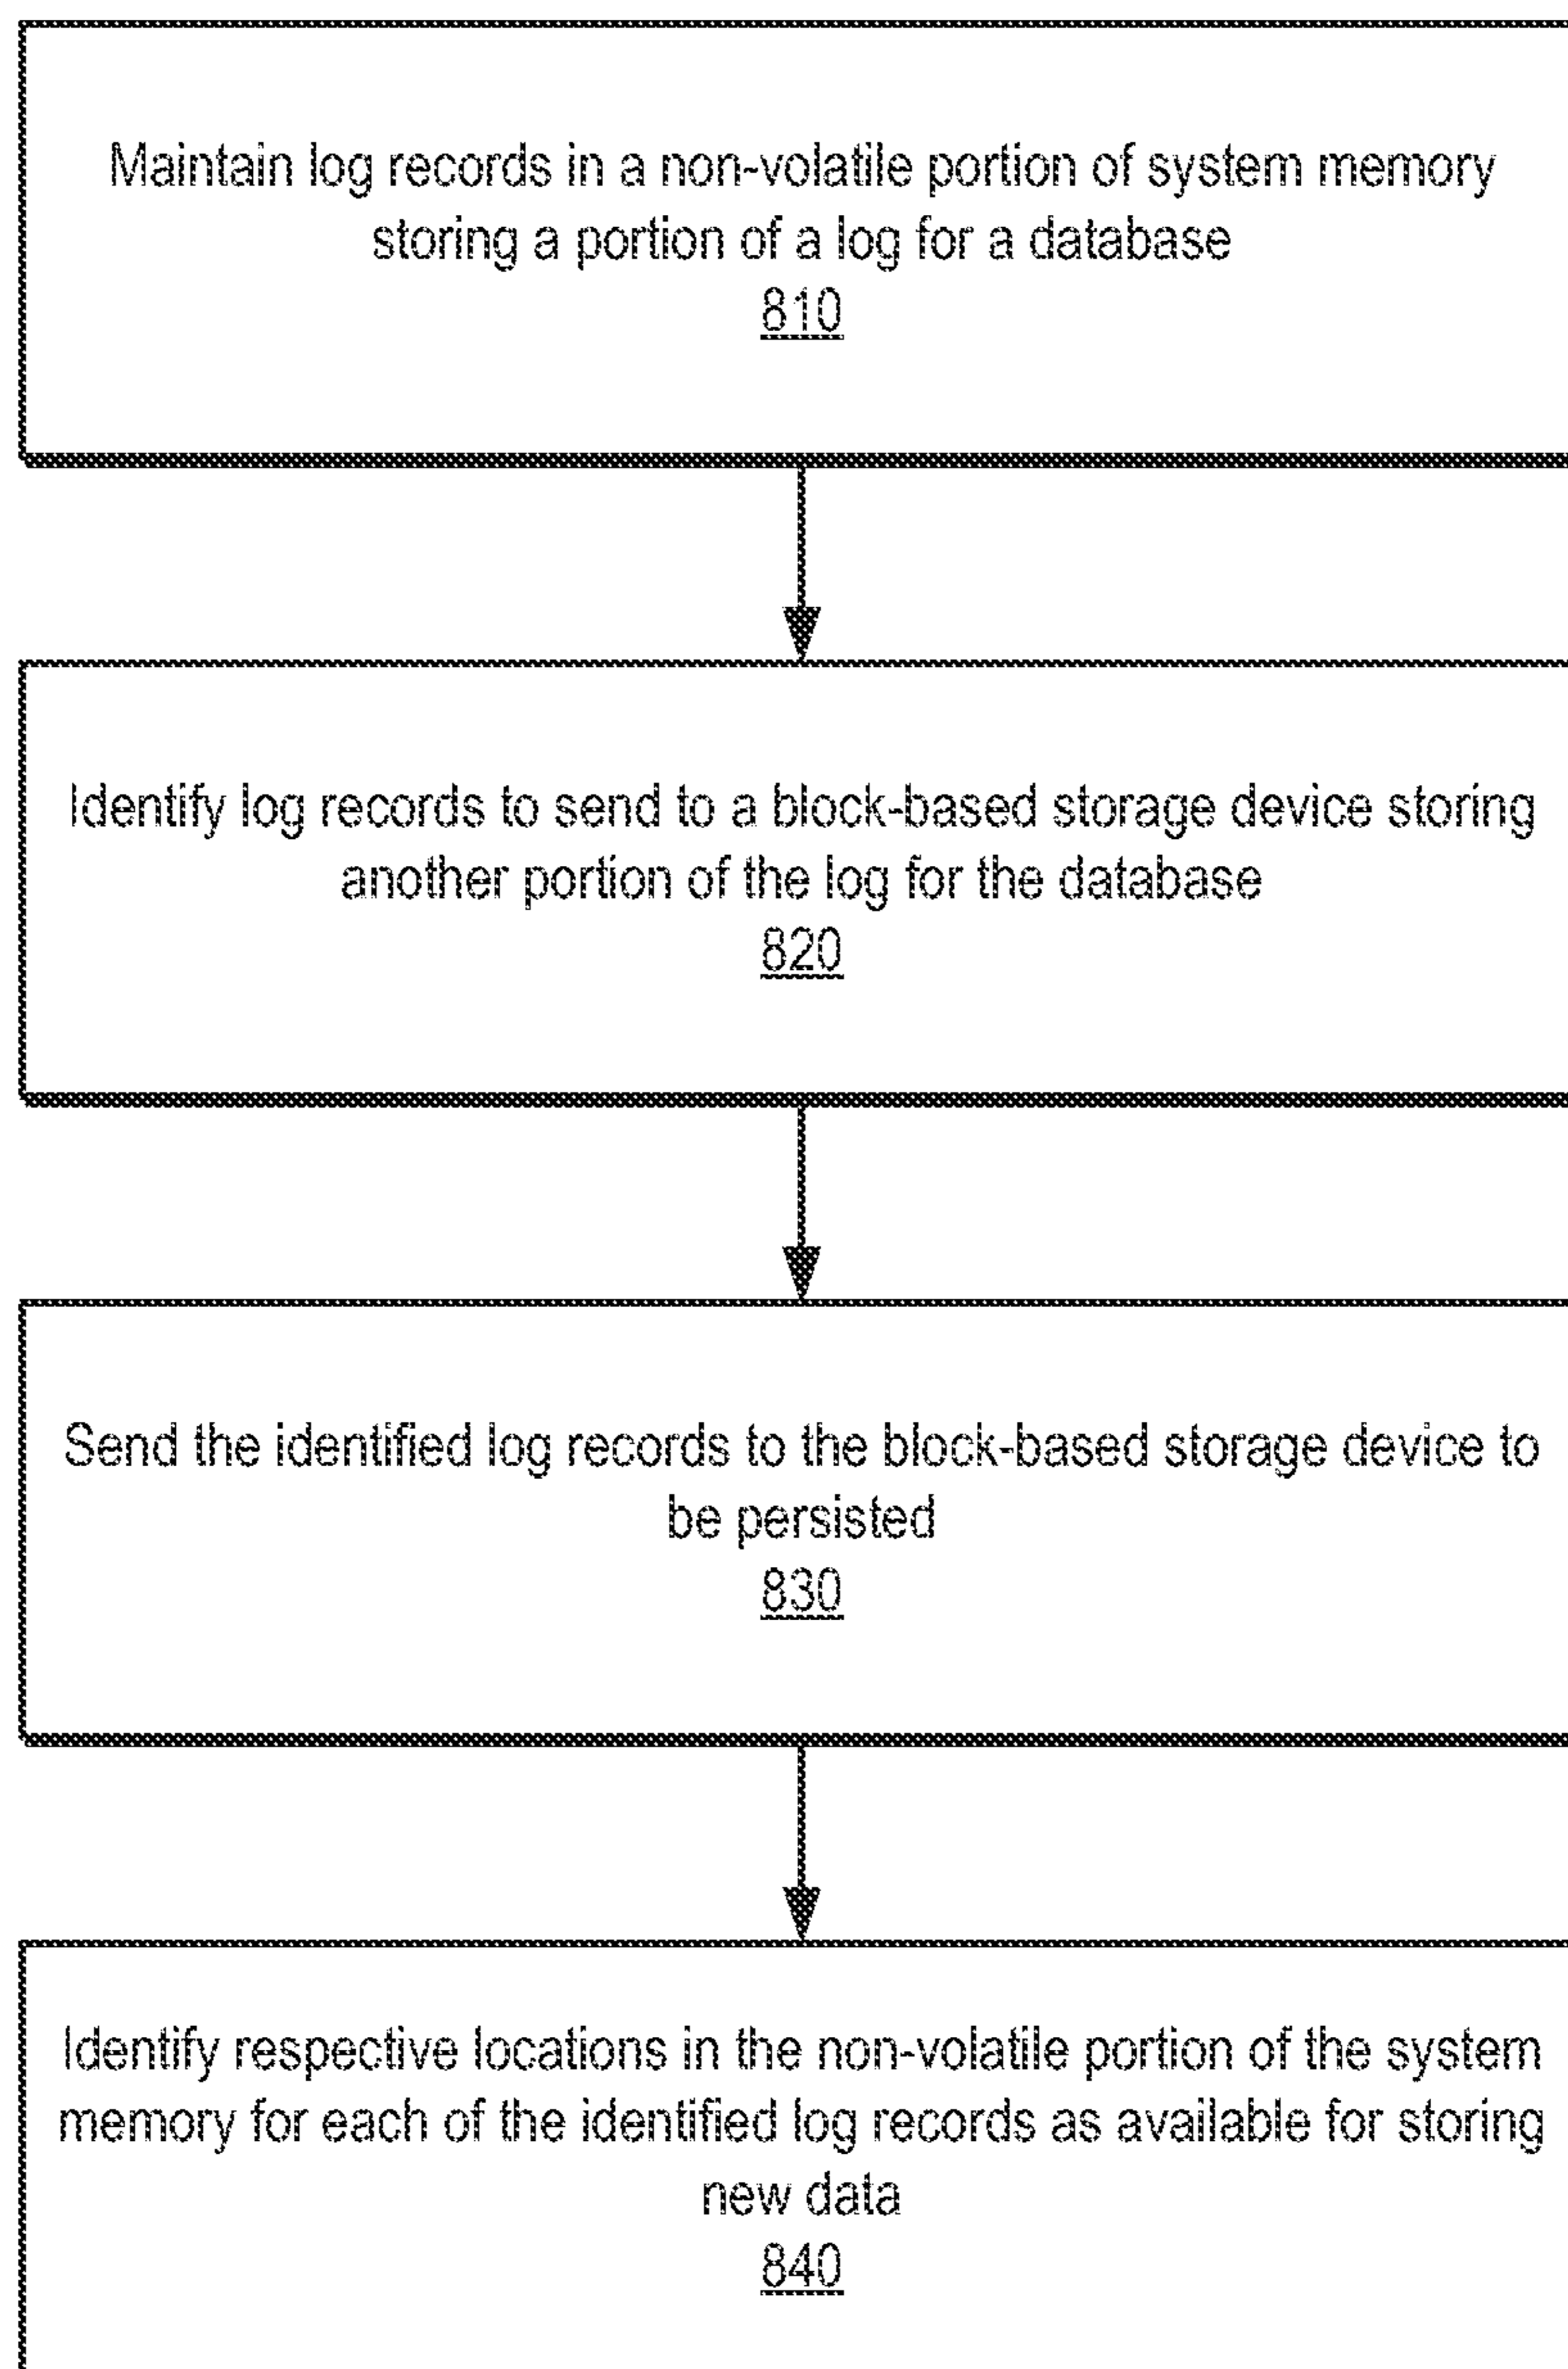 Maintain log records in a non-volatile portion of system memory
storing a portion of a log for a database
810
Identify log records to send to a block-based storage device storing
another portion of the log for the database
820
Send the identified log records to the block-based storage device to
be persisted
830
Identify respective locations in the non-volatile portion of the system
memory for each of the identified log records as available for storing
new data
840